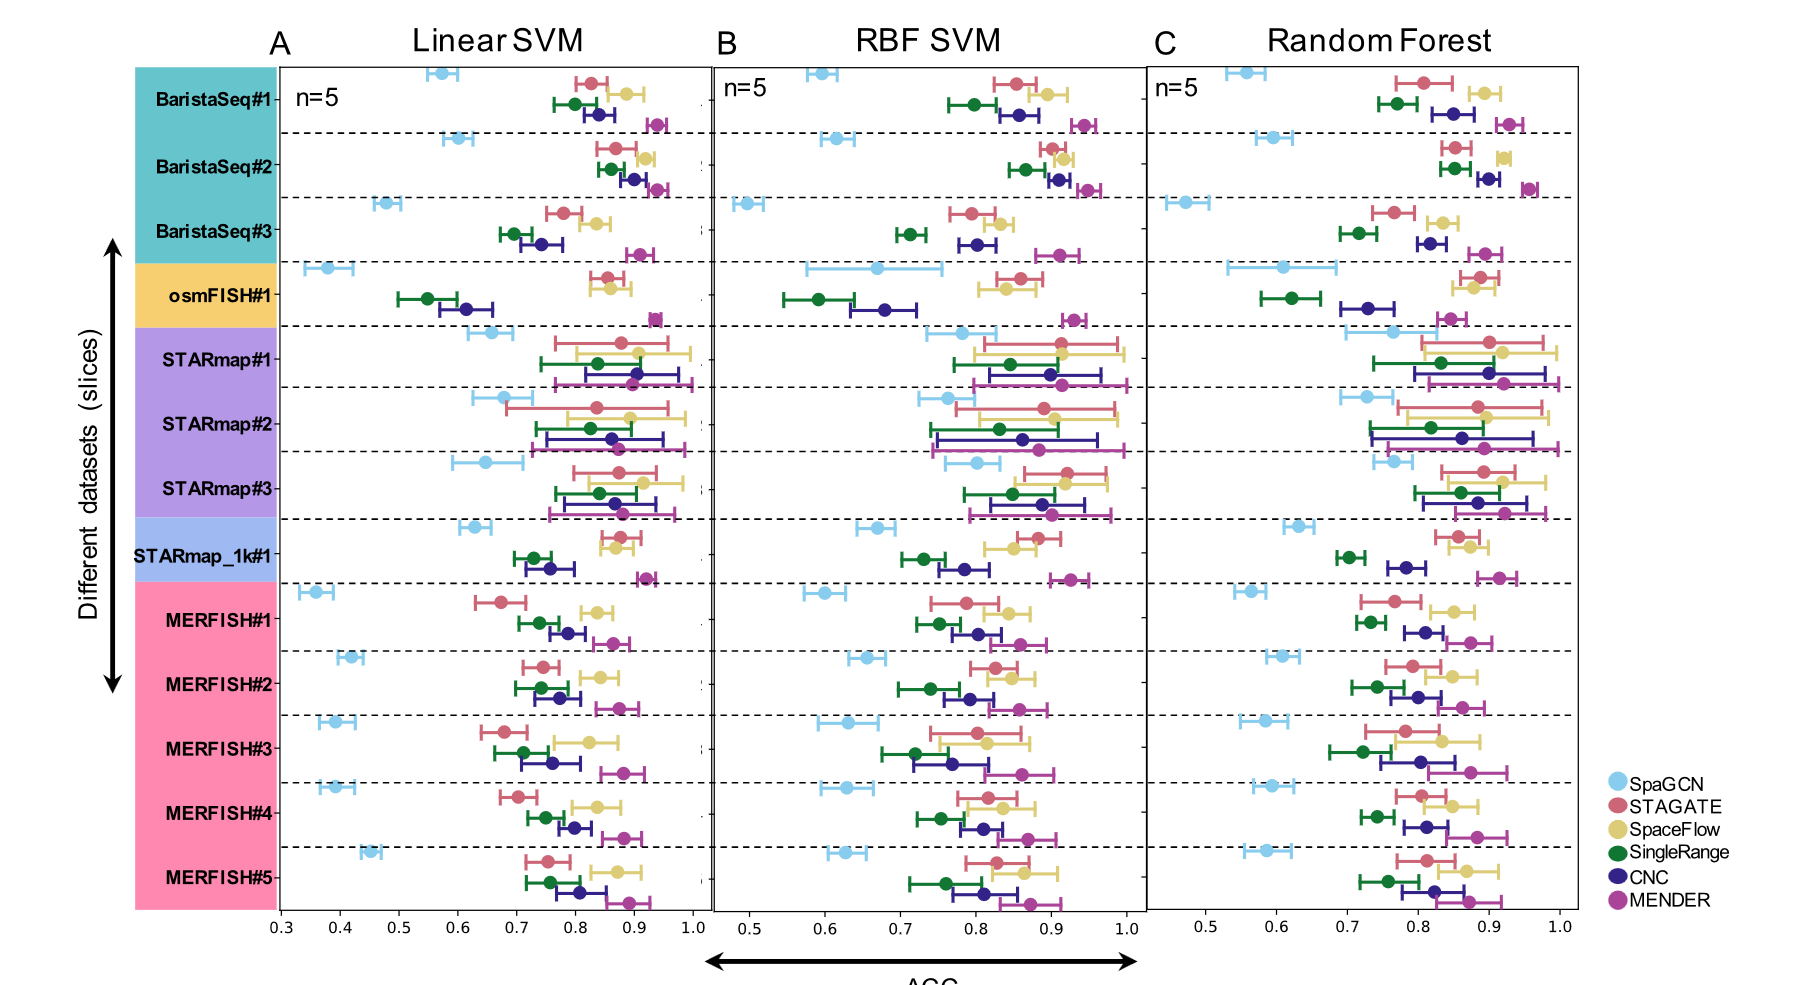 A Linear SVM B RBF SVM C Random Forest
n=5 n=5 n=5
BaristaSeq#1
BaristaSeq#2
BaristaSeq#3
osmFISH#1
STARmap#1
STARmap#2
STARmap#3
STARmap_1k#1
MERFISH#1
MERFISH#2
MERFISH#3
MERFISH#4
MERFISH#5
Different datasets (slices)
0.3 0.4 0.5 0.6 0.7 0.8 0.9 1.0 0.5 0.6 0.7 0.8 0.9 1.0 0.5 0.6 0.7 0.8 0.9 1.0
SpaGCN
STAGATE
SpaceFlow
SingleRange
CNC
MENDER